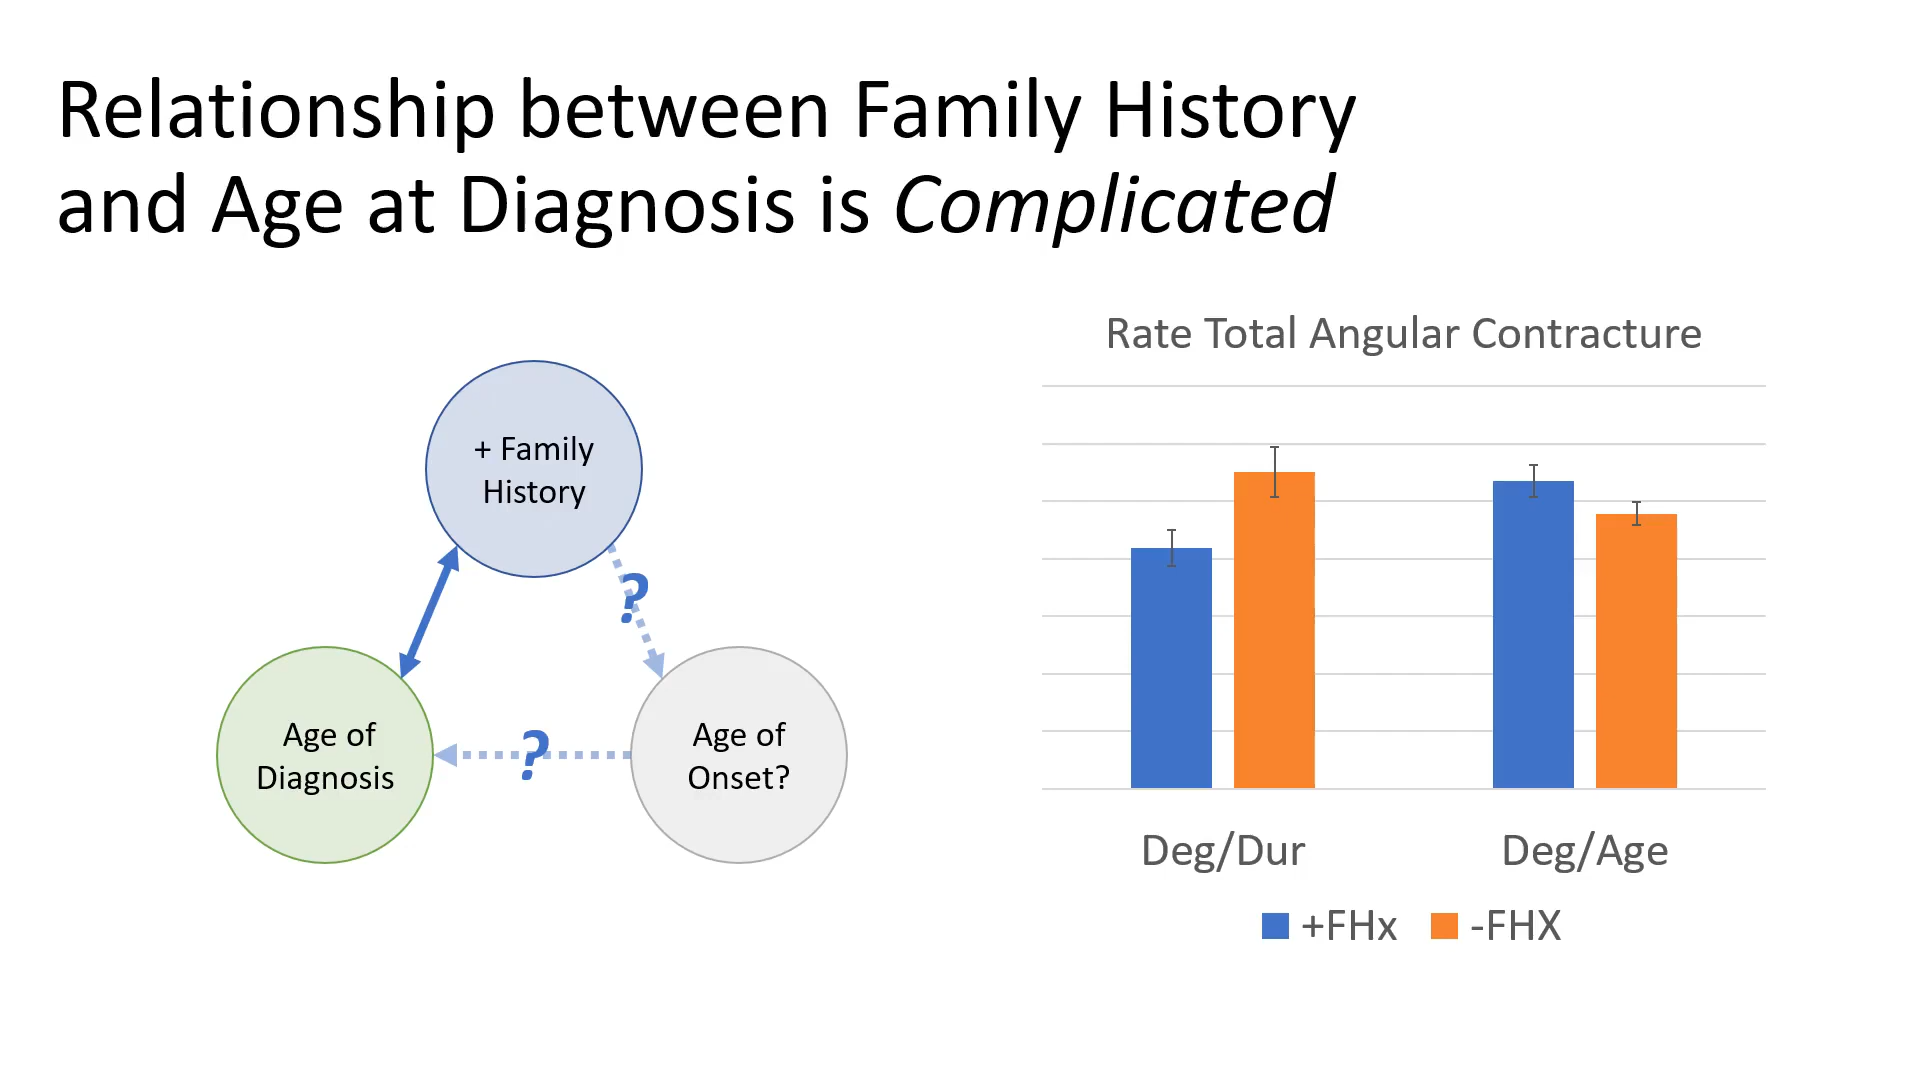 Relationship between Family History
and Age at Diagnosis is Complicated
+ Family
History
?
Age of
Diagnosis
?
Age of
Onset?
Rate Total Angular Contracture
Deg/Dur
Deg/Age
+FHx
-FHX